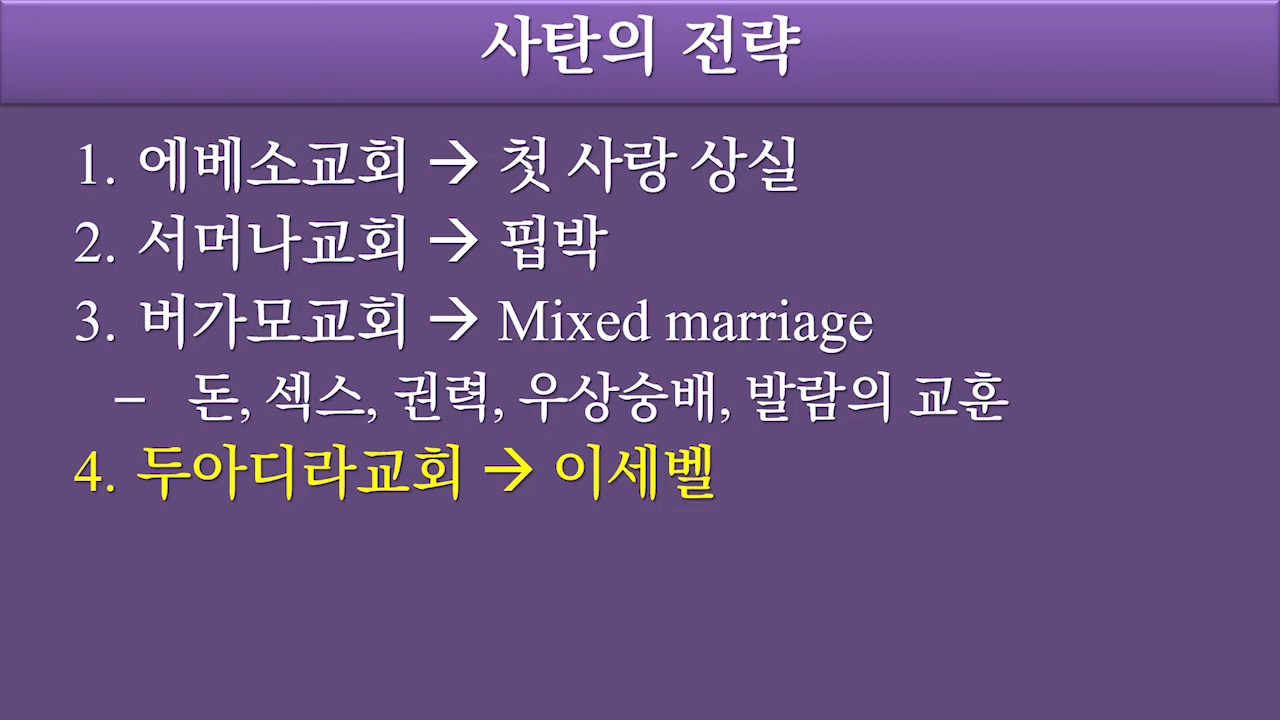 사탄의 전략
1. 에베소교회 → 첫 사랑 상실
2. 서머나교회 → 핍박
3. 버가모교회 → Mixed marriage
– 돈, 섹스, 권력, 우상숭배, 발람의 교훈
4. 두아디라교회 → 이세벨